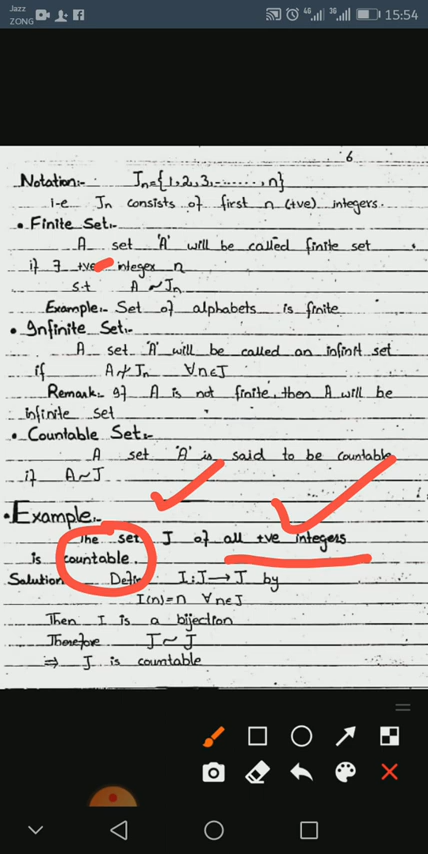 Jazz
ZONG
4G 3G 15:54
6
Notation:- Jn={1,2,3,-......,n}
i-e Jn consists of first n (+ve) integers.
• Finite Set:-
A set 'A' will be called finite set
if ∃ +ve integer n
s.t A ~ Jn
Example:- Set of alphabets is finite
• Infinite Set:-
A set 'A' will be called an infinit set
if A ≁ Jn ∀ n∈J
Remark:- If A is not finite, then A will be
infinite set
• Countable Set:-
A set 'A' is said to be countable
if A ~ J
• Example:-
The set J of all +ve integers
is countable.
Solution Define I: J → J by
I(n)=n ∀ n∈J
Then I is a bijection
Therefore J ~ J
⇒ J is countable